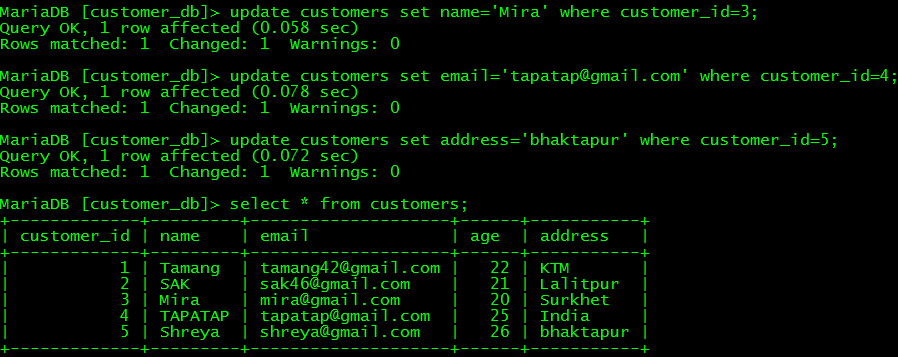 MariaDB [customer_db]> update customers set name='Mira' where customer_id=3;
Query OK, 1 row affected (0.058 sec)
Rows matched: 1  Changed: 1  Warnings: 0

MariaDB [customer_db]> update customers set email='tapatap@gmail.com' where customer_id=4;
Query OK, 1 row affected (0.078 sec)
Rows matched: 1  Changed: 1  Warnings: 0

MariaDB [customer_db]> update customers set address='bhaktapur' where customer_id=5;
Query OK, 1 row affected (0.072 sec)
Rows matched: 1  Changed: 1  Warnings: 0

MariaDB [customer_db]> select * from customers;
+-------------+---------+--------------------+------+-----------+
| customer_id | name    | email              | age  | address   |
+-------------+---------+--------------------+------+-----------+
|           1 | Tamang  | tamang42@gmail.com |   22 | KTM       |
|           2 | SAK     | sak46@gmail.com    |   21 | Lalitpur  |
|           3 | Mira    | mira@gmail.com     |   20 | Surkhet   |
|           4 | TAPATAP | tapatap@gmail.com  |   25 | India     |
|           5 | Shreya  | shreya@gmail.com   |   26 | bhaktapur |
+-------------+---------+--------------------+------+-----------+